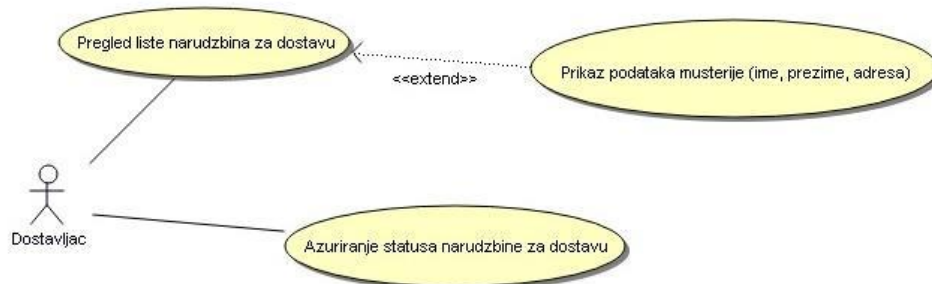 Pregled liste narudzbina za dostavu
Prikaz podataka musterije (ime, prezime, adresa)
<<extend>>
Dostavljac
Azuriranje statusa narudzbine za dostavu